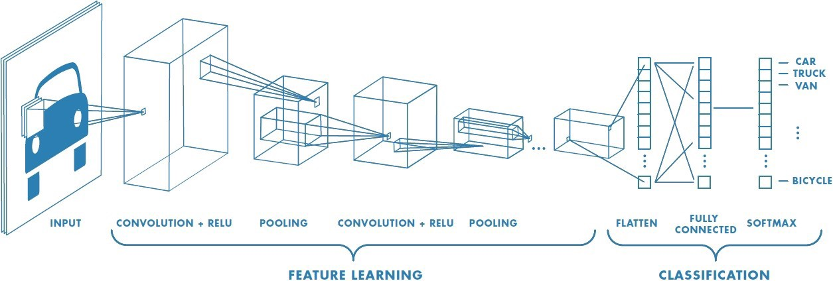 CAR
TRUCK
VAN
BICYCLE
INPUT
CONVOLUTION + RELU
POOLING
CONVOLUTION + RELU
POOLING
FLATTEN
FULLY
CONNECTED
SOFTMAX
FEATURE LEARNING
CLASSIFICATION